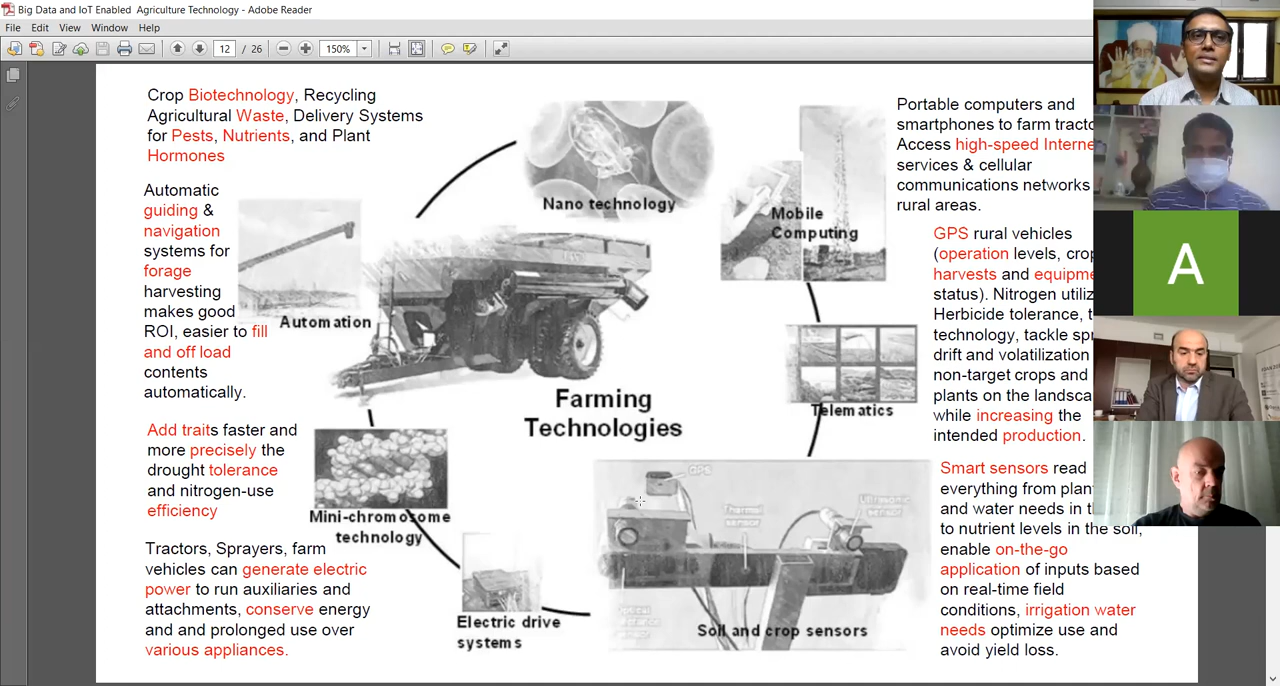 Big Data and IoT Enabled Agriculture Technology - Adobe Reader
File Edit View Window Help
12 / 26
150%
Crop Biotechnology, Recycling
Agricultural Waste, Delivery Systems
for Pests, Nutrients, and Plant
Hormones
Automatic
guiding &
navigation
systems for
forage
harvesting
makes good
ROI, easier to fill
and off load
contents
automatically.
Add traits faster and
more precisely the
drought tolerance
and nitrogen-use
efficiency
Tractors, Sprayers, farm
vehicles can generate electric
power to run auxiliaries and
attachments, conserve energy
and and prolonged use over
various appliances.
Nano technology
Automation
Farming
Technologies
Mini-chromosome
technology
Electric drive
systems
Mobile
Computing
Telematics
GPS
Thermal
sensor
Ultrasonic
sensor
Soil and crop sensors
Portable computers and
smartphones to farm
Access high-speed
services & cellular
communications networks
rural areas.
GPS rural vehicles
(operation levels,
harvests and
status). Nitrogen
Herbicide tolerance,
technology, tackle
drift and volatilization
non-target crops and
plants on the
while increasing the
intended production.
Smart sensors read
everything from
and water needs in
to nutrient levels in the soil,
enable on-the-go
application of inputs based
on real-time field
conditions, irrigation water
needs optimize use and
avoid yield loss.
A